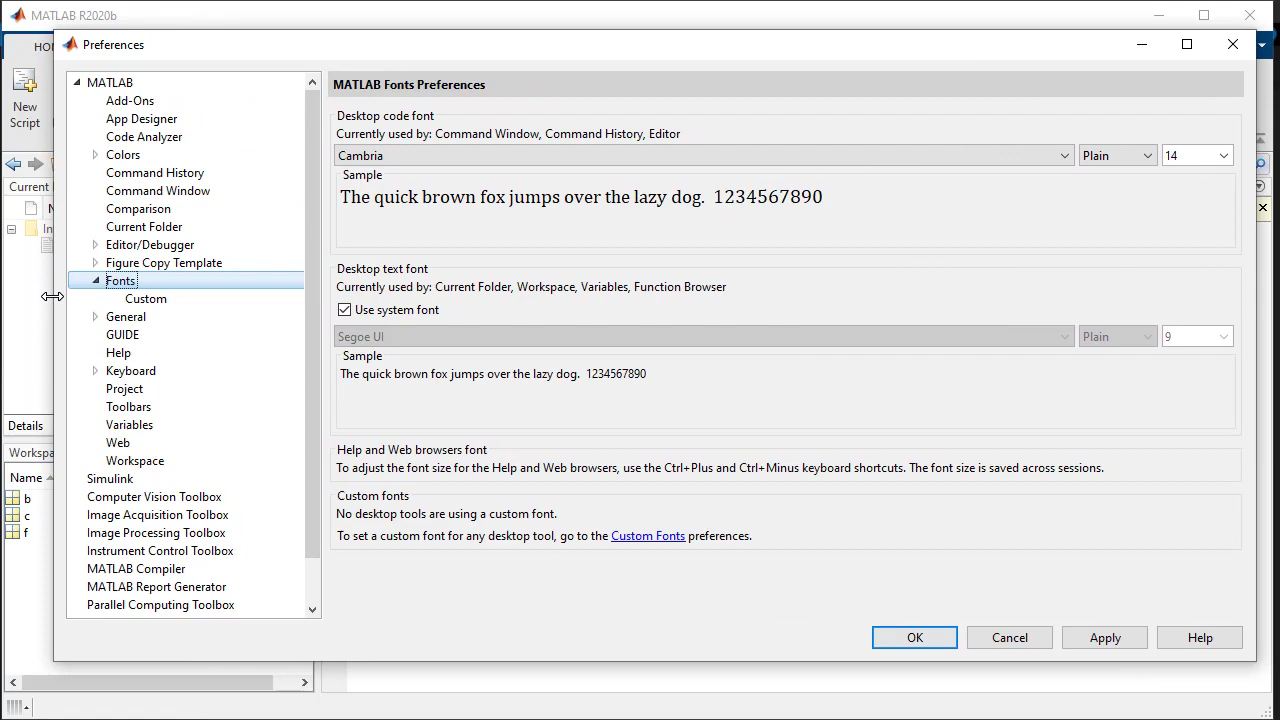 MATLAB R2020b
HO
Preferences
New
Script
Current
N
In
Details
Workspa
Name
b
c
f
MATLAB
Add-Ons
App Designer
Code Analyzer
Colors
Command History
Command Window
Comparison
Current Folder
Editor/Debugger
Figure Copy Template
Fonts
Custom
General
GUIDE
Help
Keyboard
Project
Toolbars
Variables
Web
Workspace
Simulink
Computer Vision Toolbox
Image Acquisition Toolbox
Image Processing Toolbox
Instrument Control Toolbox
MATLAB Compiler
MATLAB Report Generator
Parallel Computing Toolbox
MATLAB Fonts Preferences
Desktop code font
Currently used by: Command Window, Command History, Editor
Cambria Plain 14
Sample
The quick brown fox jumps over the lazy dog. 1234567890
Desktop text font
Currently used by: Current Folder, Workspace, Variables, Function Browser
Use system font
Segoe UI Plain 9
Sample
The quick brown fox jumps over the lazy dog. 1234567890
Help and Web browsers font
To adjust the font size for the Help and Web browsers, use the Ctrl+Plus and Ctrl+Minus keyboard shortcuts. The font size is saved across sessions.
Custom fonts
No desktop tools are using a custom font.
To set a custom font for any desktop tool, go to the Custom Fonts preferences.
OK Cancel Apply Help